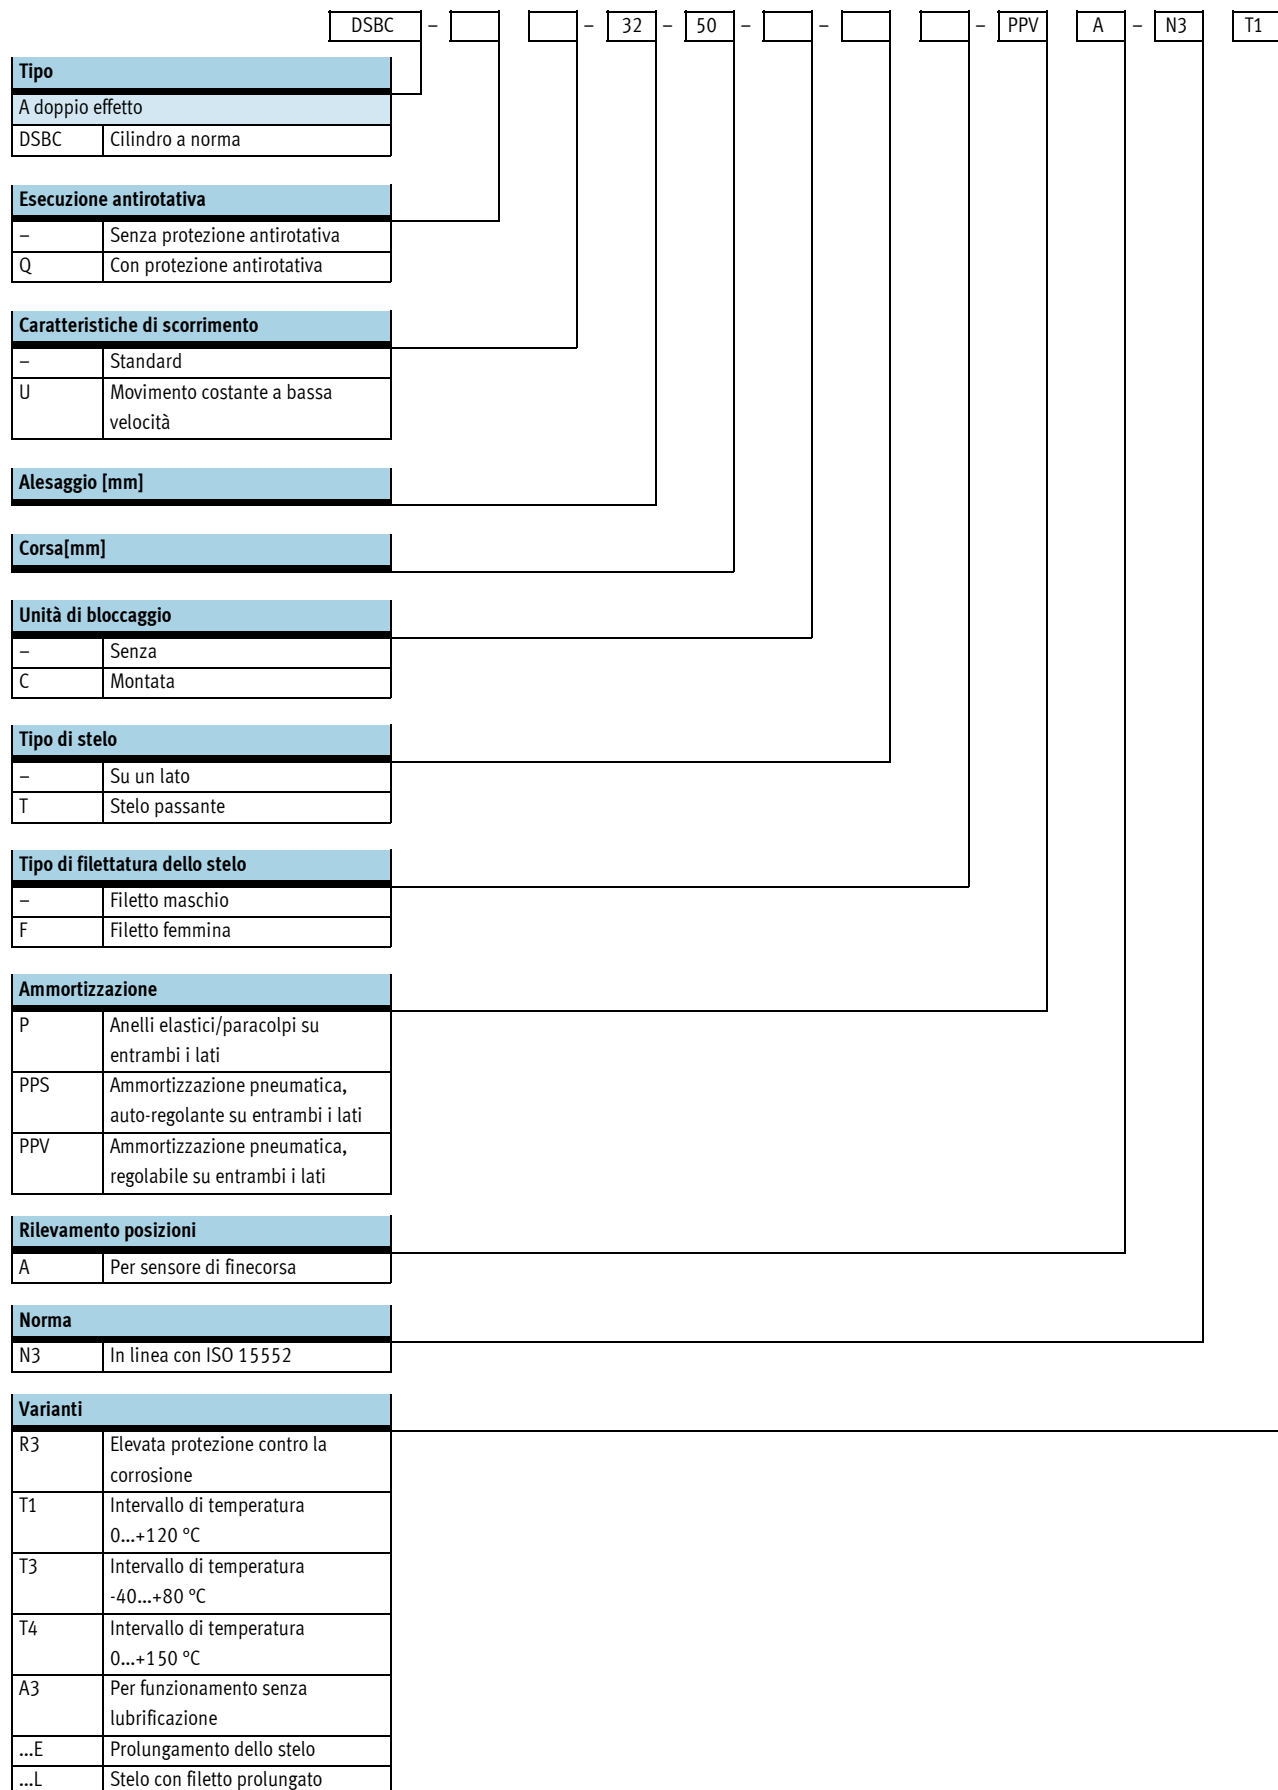 DSBC – – 32 – 50 – – – PPV A – N3 T1
Tipo
A doppio effetto
DSBC Cilindro a norma
Esecuzione antirotativa
– Senza protezione antirotativa
Q Con protezione antirotativa
Caratteristiche di scorrimento
– Standard
U Movimento costante a bassa
velocità
Alesaggio [mm]
Corsa[mm]
Unità di bloccaggio
– Senza
C Montata
Tipo di stelo
– Su un lato
T Stelo passante
Tipo di filettatura dello stelo
– Filetto maschio
F Filetto femmina
Ammortizzazione
P Anelli elastici/paracolpi su
entrambi i lati
PPS Ammortizzazione pneumatica,
auto-regolante su entrambi i lati
PPV Ammortizzazione pneumatica,
regolabile su entrambi i lati
Rilevamento posizioni
A Per sensore di finecorsa
Norma
N3 In linea con ISO 15552
Varianti
R3 Elevata protezione contro la
corrosione
T1 Intervallo di temperatura
0...+120 °C
T3 Intervallo di temperatura
-40...+80 °C
T4 Intervallo di temperatura
0...+150 °C
A3 Per funzionamento senza
lubrificazione
...E Prolungamento dello stelo
...L Stelo con filetto prolungato